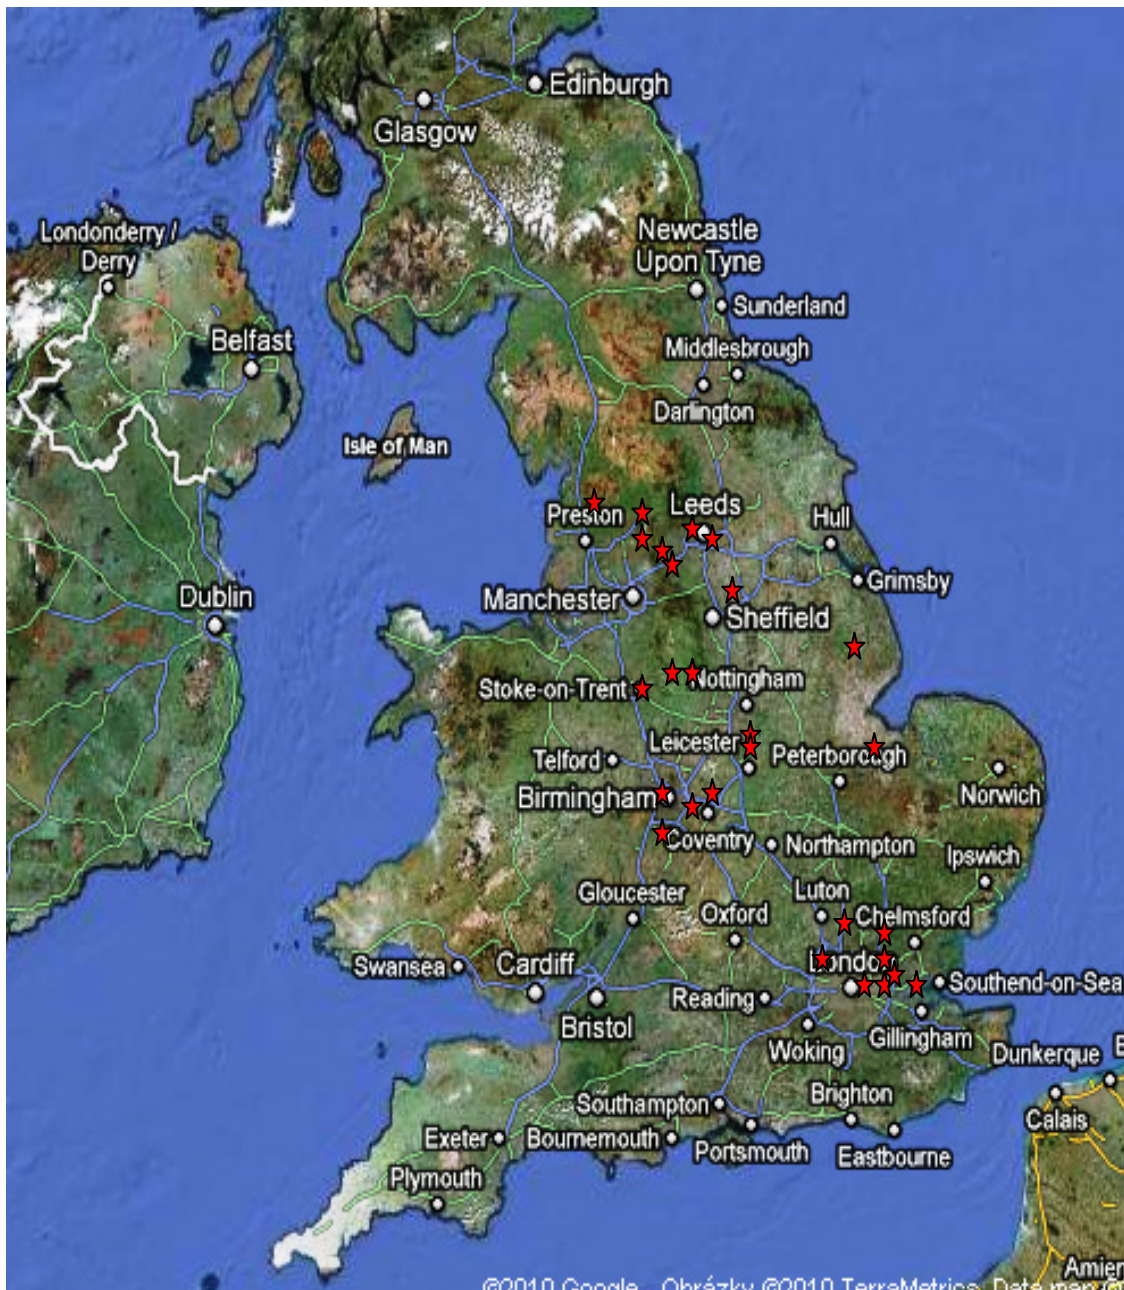 Edinburgh
Glasgow
Londonderry /
Derry
Newcastle
Upon Tyne
Sunderland
Belfast
Middlesbrough
Darlington
Isle of Man
Leeds
Preston
Hull
Grimsby
Dublin
Manchester
Sheffield
Stoke-on-Trent
Nottingham
Leicester
Peterborough
Telford
Birmingham
Norwich
Coventry
Northampton
Ipswich
Gloucester
Luton
Oxford
Chelmsford
Swansea
Cardiff
London
Southend-on-Sea
Reading
Bristol
Gillingham
Woking
Dunkerque
Brighton
Southampton
Calais
Exeter
Bournemouth
Portsmouth
Eastbourne
Plymouth
Amien
©2010 Google - Obrázky ©2010 TerraMetrics, Data map